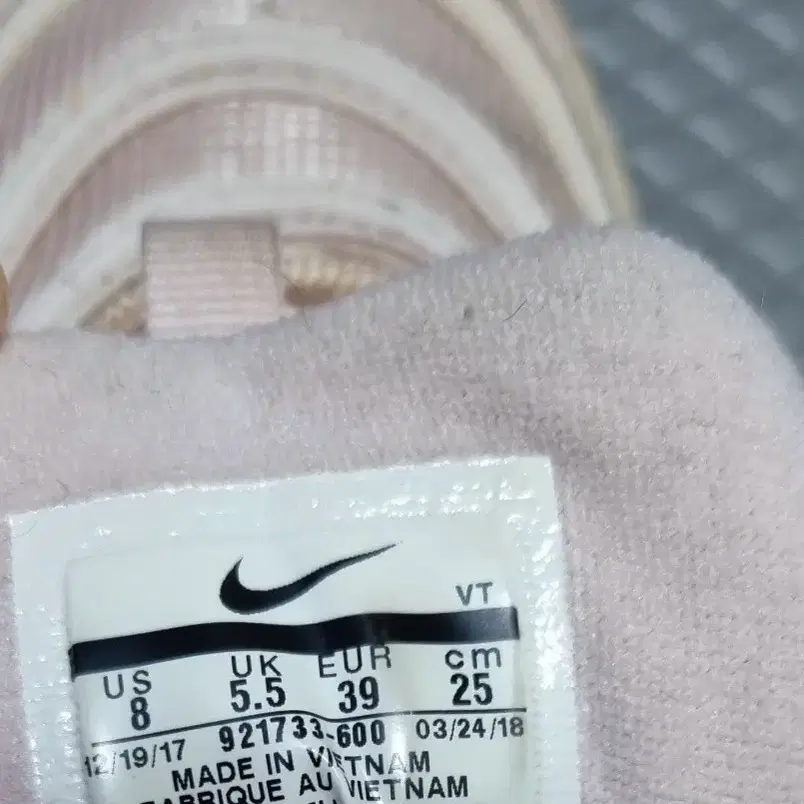 VT
US UK EUR cm
8 5.5 39 25
12/19/17 921733-600 03/24/18
MADE IN VIETNAM
FABRIQUE AU VIETNAM